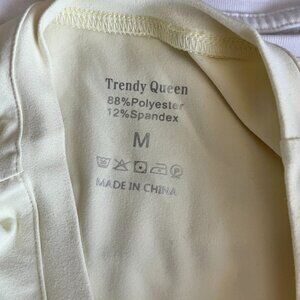 Trendy Queen
88%Polyester
12%Spandex
M
MADE IN CHINA